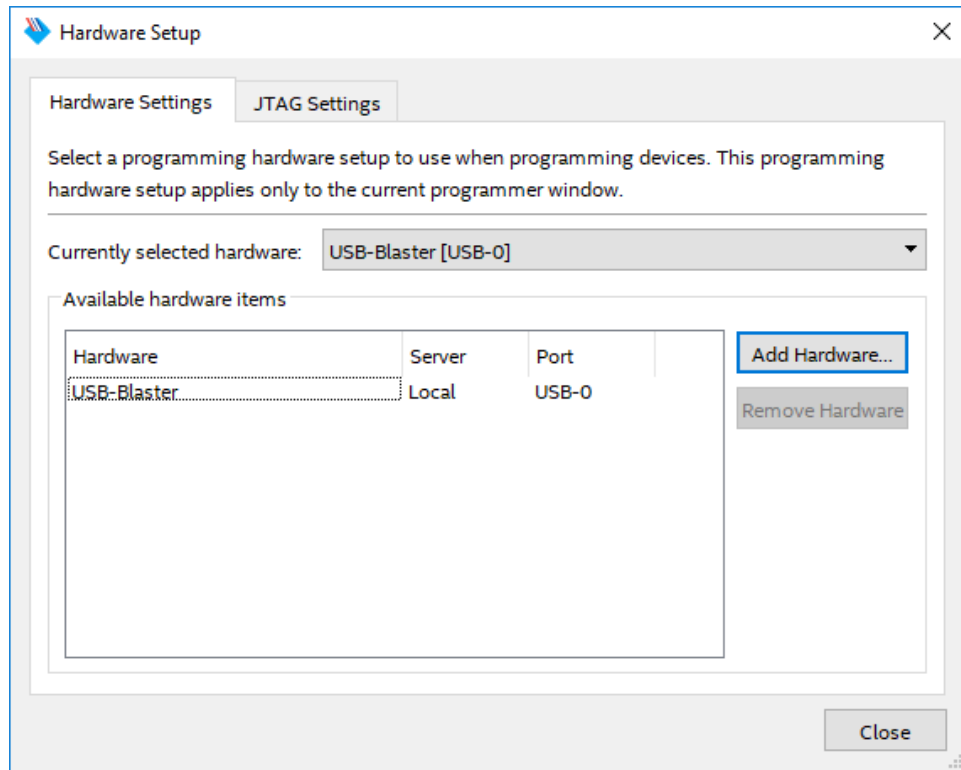 Hardware Setup
Hardware Settings
JTAG Settings
Select a programming hardware setup to use when programming devices. This programming
hardware setup applies only to the current programmer window.
Currently selected hardware: USB-Blaster [USB-0]
Available hardware items
Hardware Server Port
USB-Blaster Local USB-0
Add Hardware...
Remove Hardware
Close